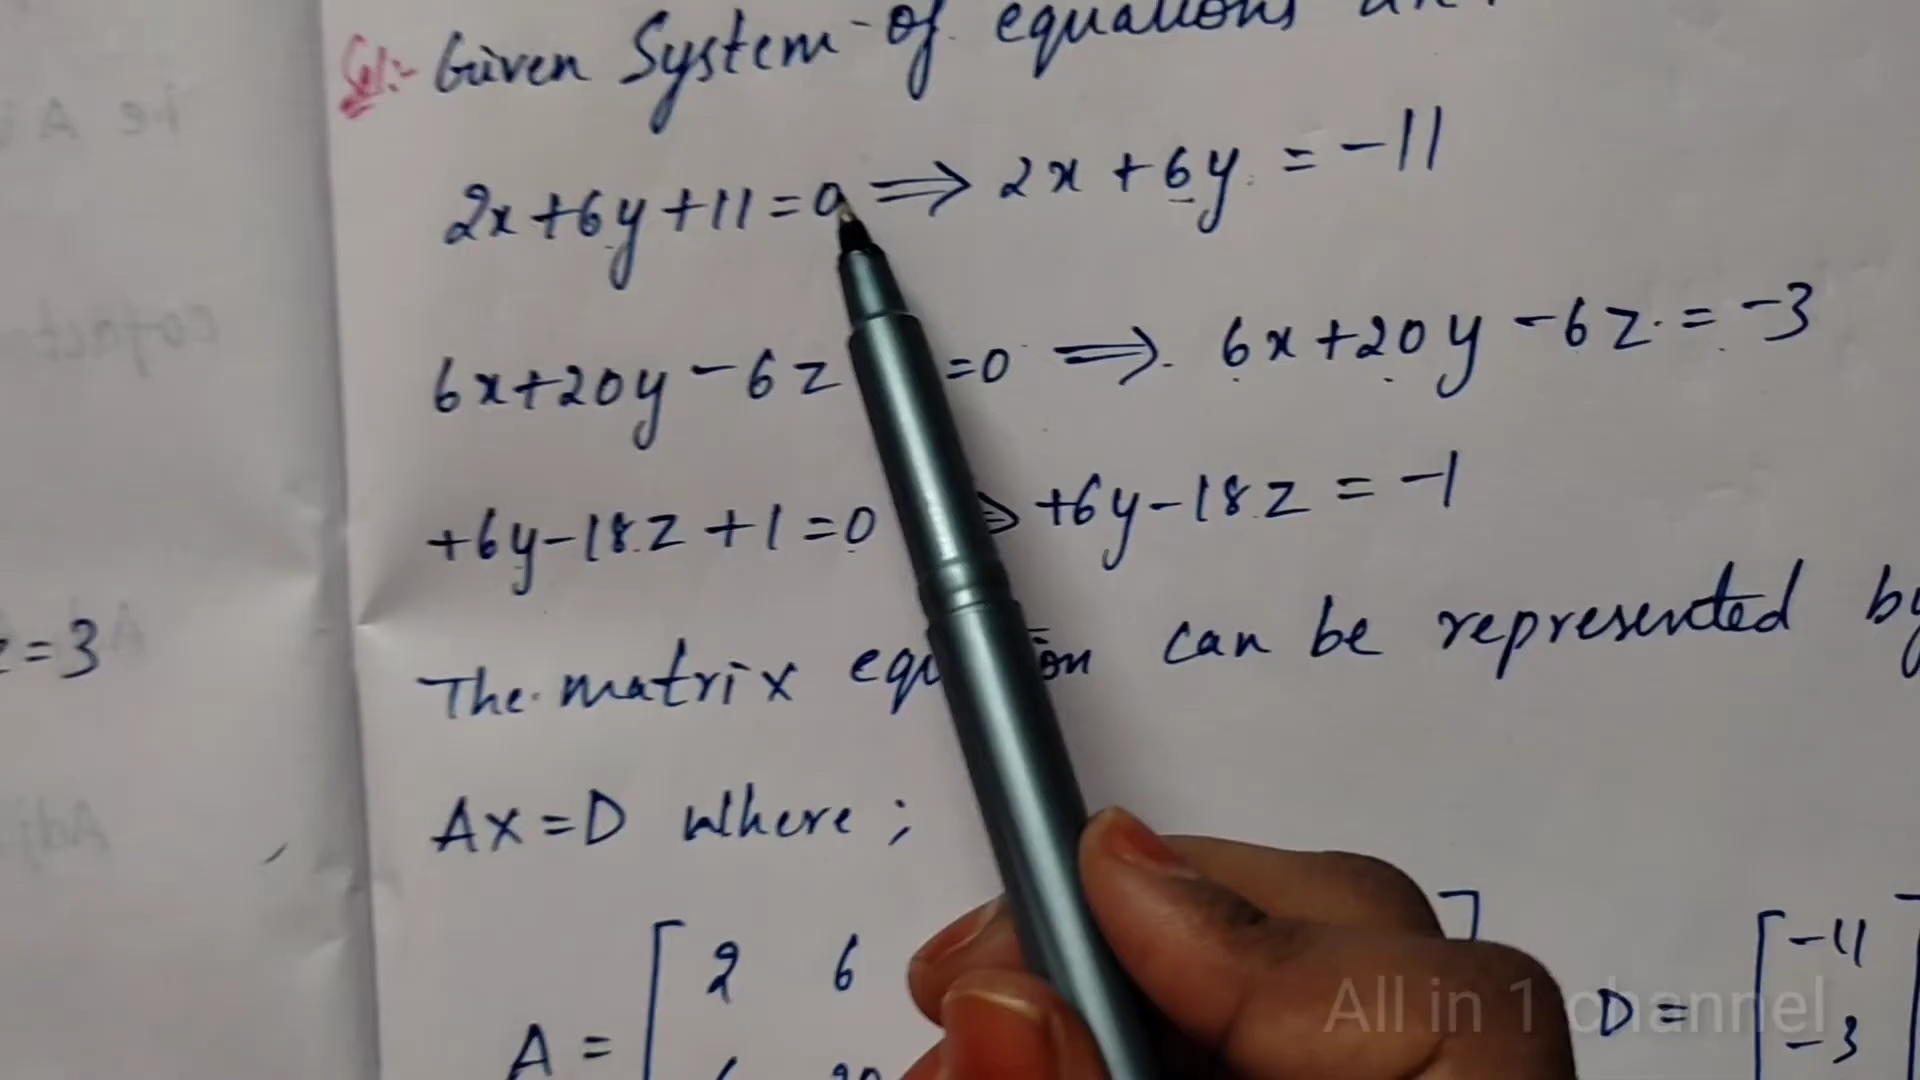 Sol:- Given System of equations
2x+6y+11=0 ⟹ 2x+6y = -11
6x+20y-6z =0 ⟹ 6x+20y-6z = -3
+6y-18z+1=0 ⟹ +6y-18z = -1
z=3
The matrix can be represented by
AX=D where;
A = [ 2 6
D = [ -11
-3
All in 1 channel